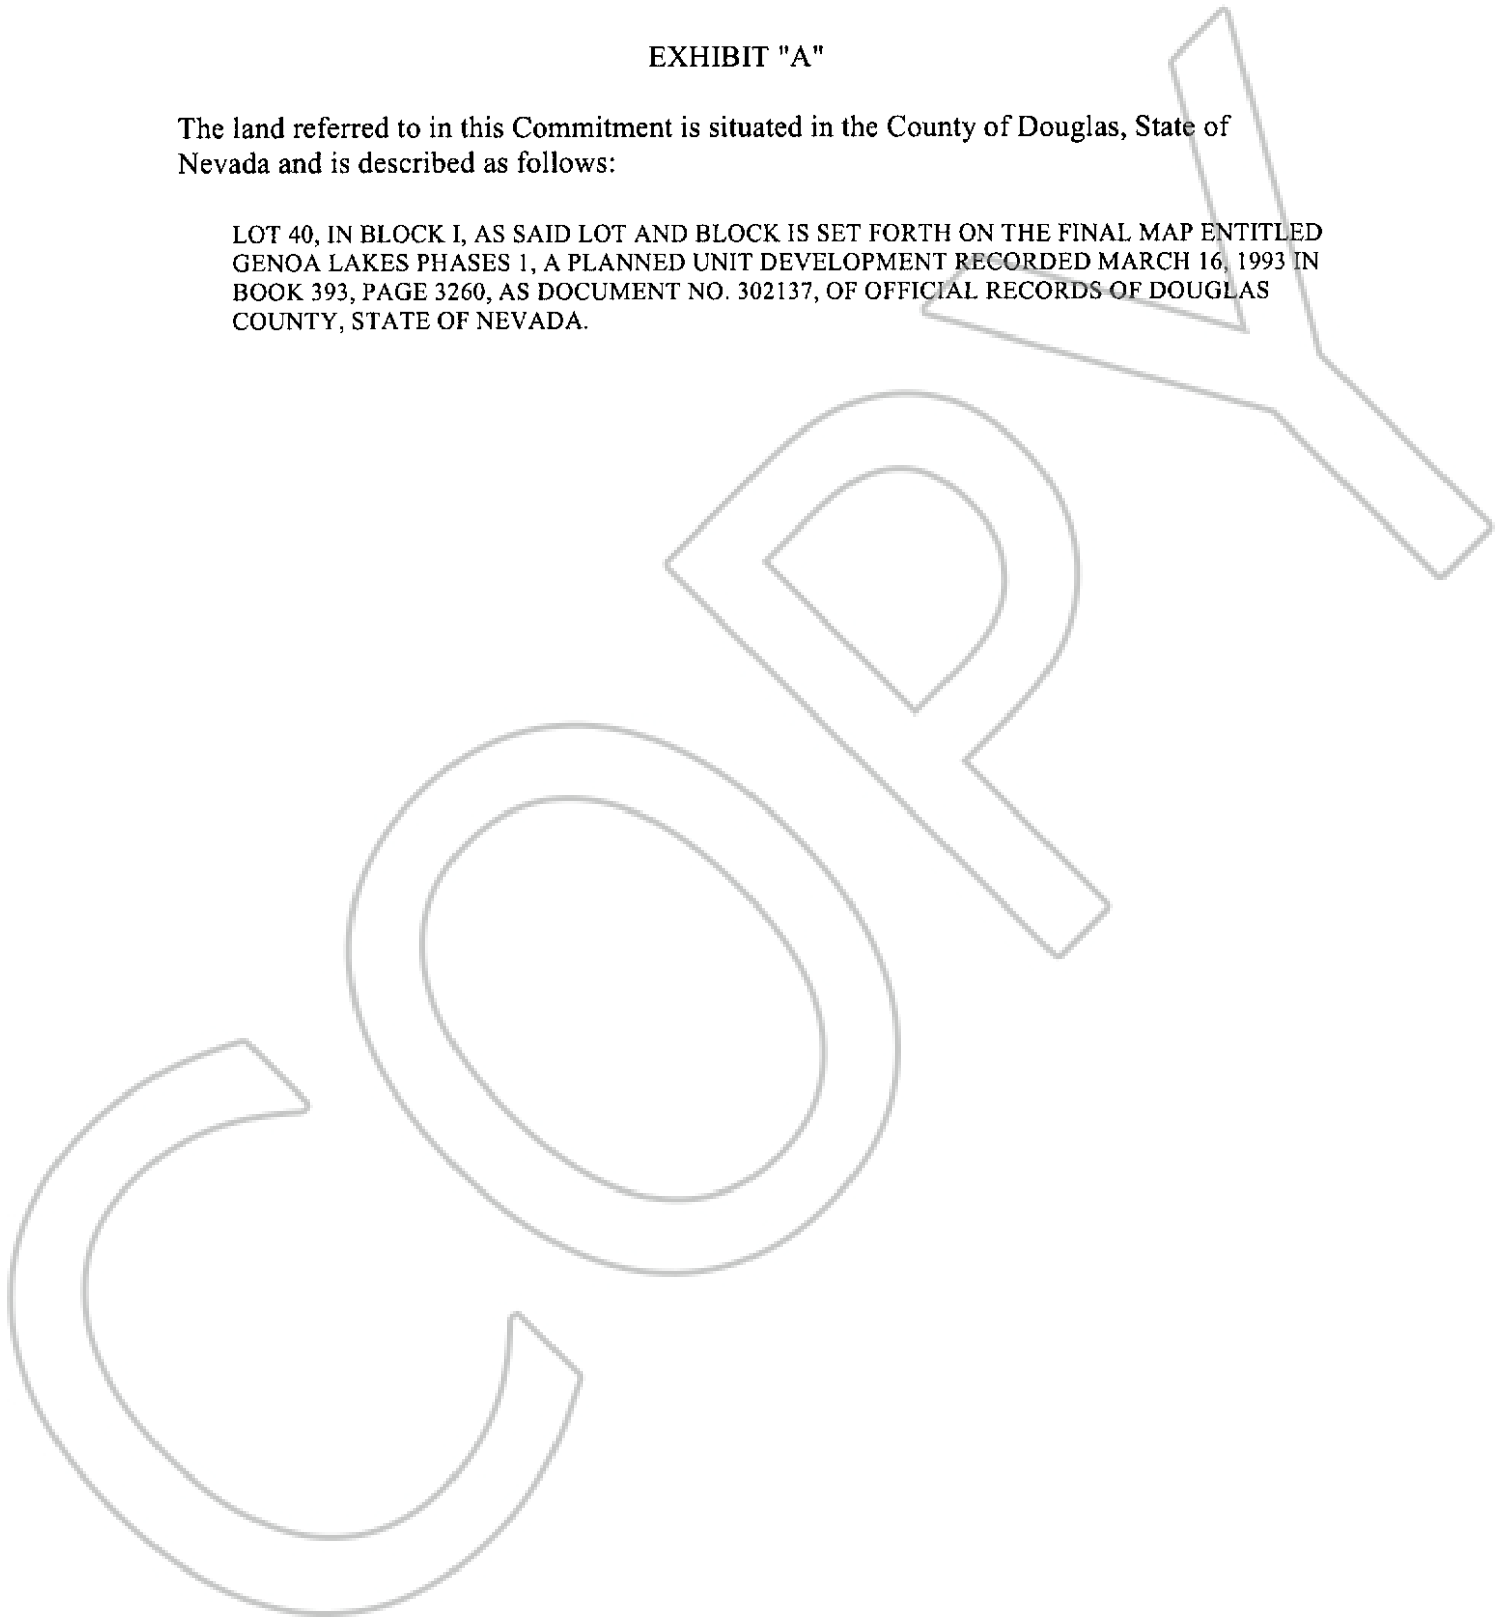 EXHIBIT "A"
The land referred to in this Commitment is situated in the County of Douglas, State of
Nevada and is described as follows:
LOT 40, IN BLOCK I, AS SAID LOT AND BLOCK IS SET FORTH ON THE FINAL MAP ENTITLED
GENOA LAKES PHASES 1, A PLANNED UNIT DEVELOPMENT RECORDED MARCH 16, 1993 IN
BOOK 393, PAGE 3260, AS DOCUMENT NO. 302137, OF OFFICIAL RECORDS OF DOUGLAS
COUNTY, STATE OF NEVADA.
COPY